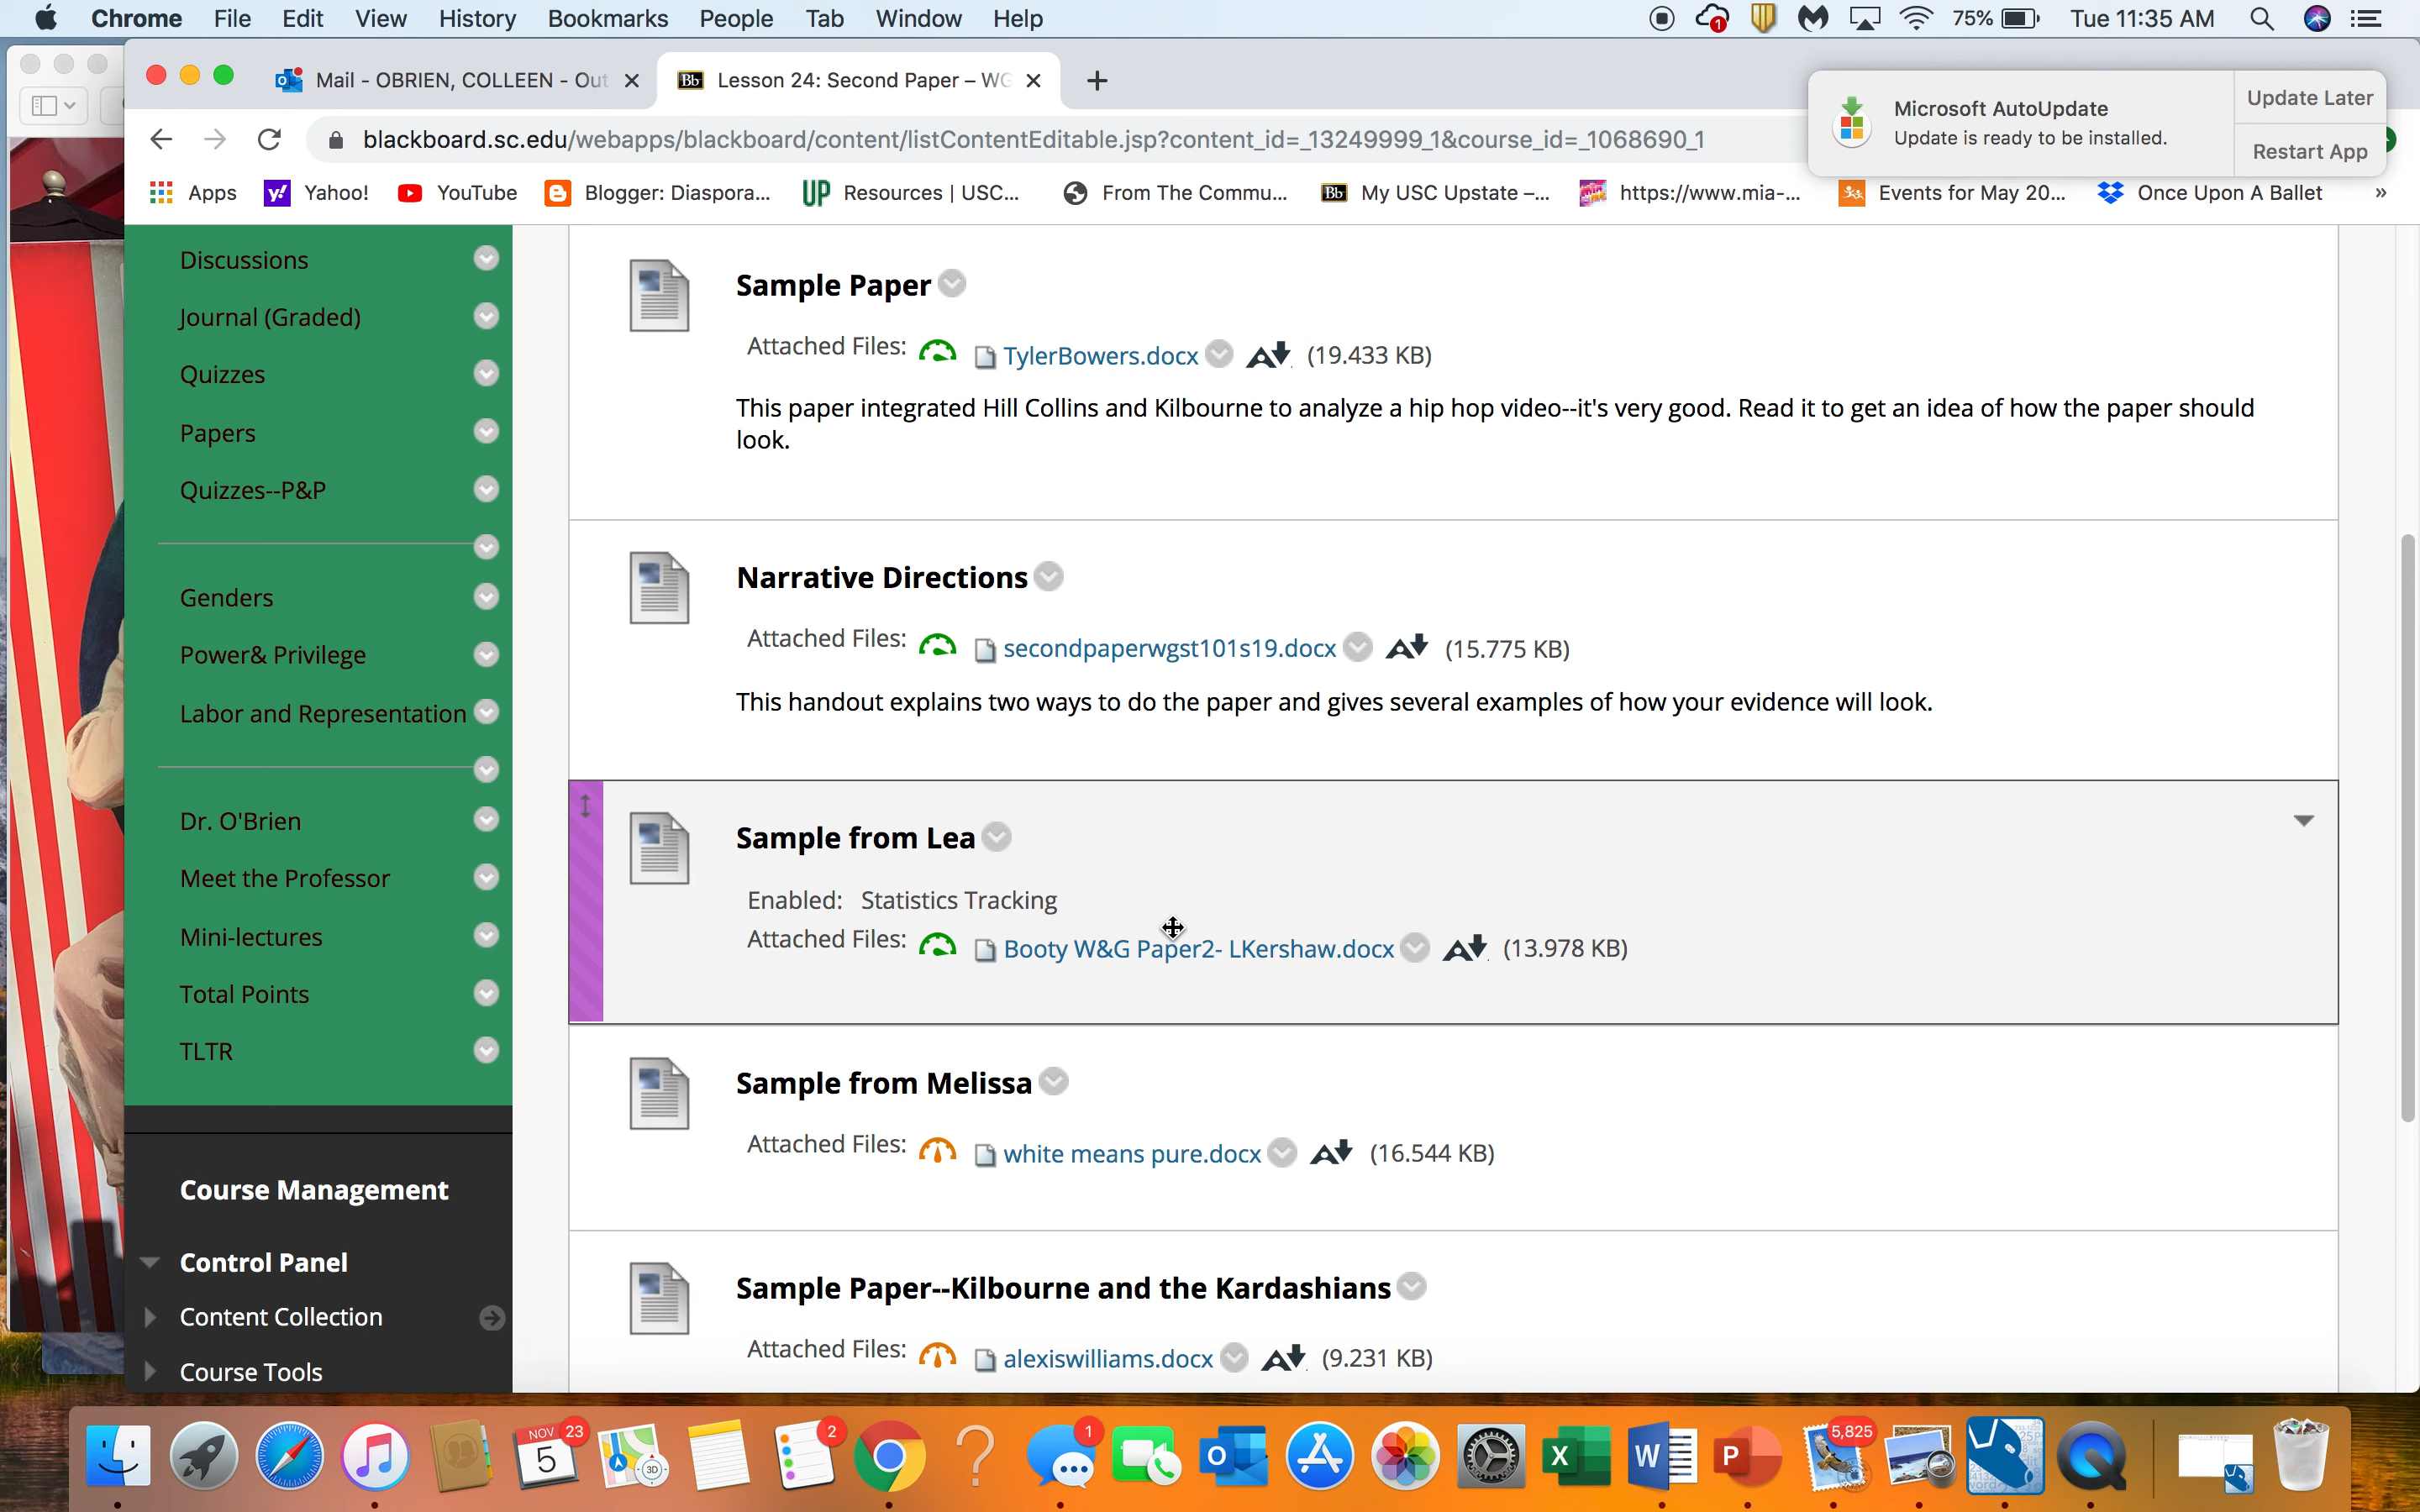 Chrome File Edit View History Bookmarks People Tab Window Help
1 75% Tue 11:35 AM
Mail - OBRIEN, COLLEEN - Out
Bb Lesson 24: Second Paper – WG
Microsoft AutoUpdate
Update is ready to be installed.
Update Later
Restart App
blackboard.sc.edu/webapps/blackboard/content/listContentEditable.jsp?content_id=_13249999_1&course_id=_1068690_1
Apps Yahoo! YouTube Blogger: Diaspora... UP Resources | USC... From The Commu... Bb My USC Upstate –... https://www.mia-... Events for May 20... Once Upon A Ballet »
Discussions
Journal (Graded)
Quizzes
Papers
Quizzes--P&P
Genders
Power& Privilege
Labor and Representation
Dr. O'Brien
Meet the Professor
Mini-lectures
Total Points
TLTR
Course Management
Control Panel
Content Collection
Course Tools
Sample Paper
Attached Files: TylerBowers.docx (19.433 KB)
This paper integrated Hill Collins and Kilbourne to analyze a hip hop video--it's very good. Read it to get an idea of how the paper should
look.
Narrative Directions
Attached Files: secondpaperwgst101s19.docx (15.775 KB)
This handout explains two ways to do the paper and gives several examples of how your evidence will look.
Sample from Lea
Enabled: Statistics Tracking
Attached Files: Booty W&G Paper2- LKershaw.docx (13.978 KB)
Sample from Melissa
Attached Files: white means pure.docx (16.544 KB)
Sample Paper--Kilbourne and the Kardashians
Attached Files: alexiswilliams.docx (9.231 KB)
NOV 5 23 3D 2 1 5,825